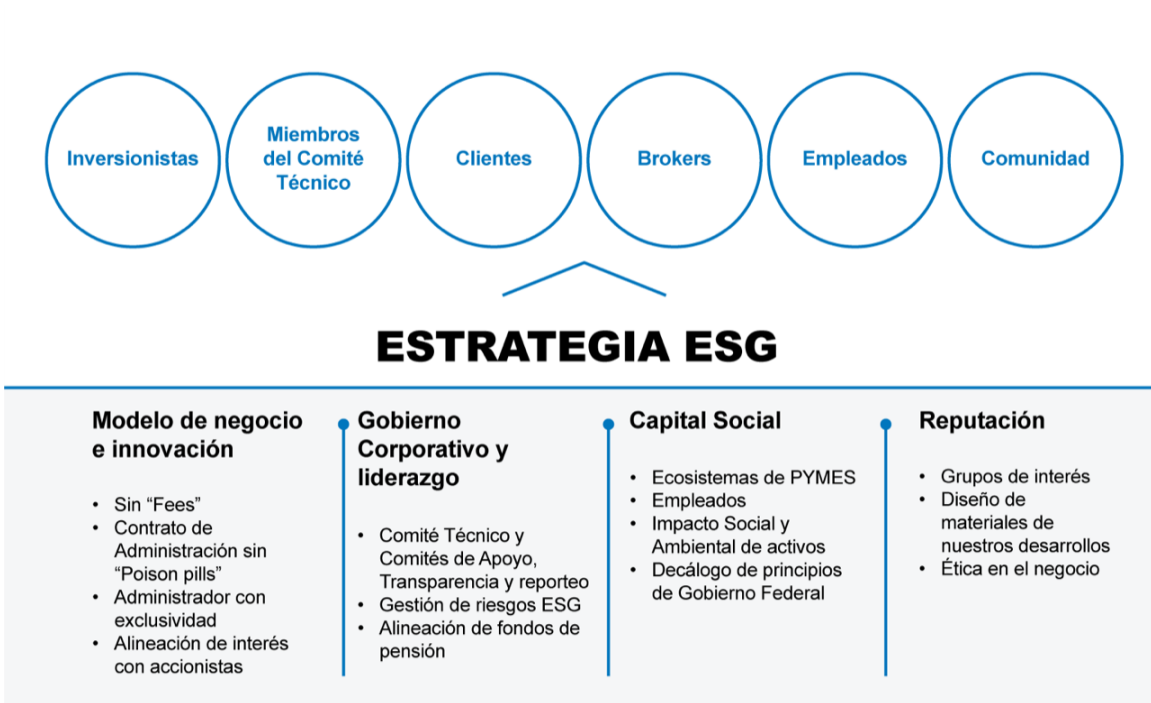 Inversionistas
Miembros
del Comité
Técnico
Clientes
Brokers
Empleados
Comunidad
ESTRATEGIA ESG
Modelo de negocio
e innovación
• Sin “Fees”
• Contrato de
Administración sin
“Poison pills”
• Administrador con
exclusividad
• Alineación de interés
con accionistas
Gobierno
Corporativo y
liderazgo
• Comité Técnico y
Comités de Apoyo,
Transparencia y reporteo
• Gestión de riesgos ESG
• Alineación de fondos de
pensión
Capital Social
• Ecosistemas de PYMES
• Empleados
• Impacto Social y
Ambiental de activos
• Decálogo de principios
de Gobierno Federal
Reputación
• Grupos de interés
• Diseño de
materiales de
nuestros desarrollos
• Ética en el negocio